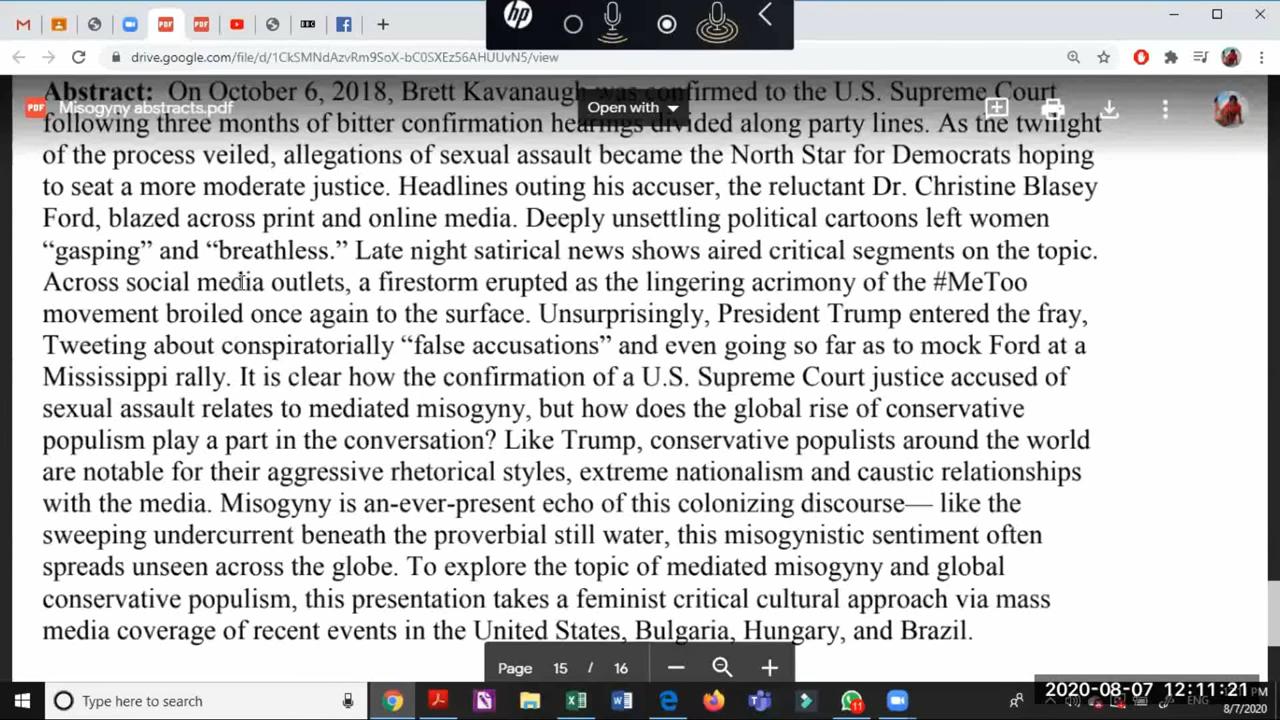 hp
drive.google.com/file/d/1CkSMNdAzvRm9SoX-bC0SXEz56AHUUvN5/view
Abstract: On October 6, 2018, Brett Kavanaugh was confirmed to the U.S. Supreme Court
PDF Misogyny abstracts.pdf
Open with
following three months of bitter confirmation hearings divided along party lines. As the twilight
of the process veiled, allegations of sexual assault became the North Star for Democrats hoping
to seat a more moderate justice. Headlines outing his accuser, the reluctant Dr. Christine Blasey
Ford, blazed across print and online media. Deeply unsettling political cartoons left women
“gasping” and “breathless.” Late night satirical news shows aired critical segments on the topic.
Across social media outlets, a firestorm erupted as the lingering acrimony of the #MeToo
movement broiled once again to the surface. Unsurprisingly, President Trump entered the fray,
Tweeting about conspiratorially “false accusations” and even going so far as to mock Ford at a
Mississippi rally. It is clear how the confirmation of a U.S. Supreme Court justice accused of
sexual assault relates to mediated misogyny, but how does the global rise of conservative
populism play a part in the conversation? Like Trump, conservative populists around the world
are notable for their aggressive rhetorical styles, extreme nationalism and caustic relationships
with the media. Misogyny is an-ever-present echo of this colonizing discourse— like the
sweeping undercurrent beneath the proverbial still water, this misogynistic sentiment often
spreads unseen across the globe. To explore the topic of mediated misogyny and global
conservative populism, this presentation takes a feminist critical cultural approach via mass
media coverage of recent events in the United States, Bulgaria, Hungary, and Brazil.
Page 15 / 16
Type here to search
2020-08-07 12:11:21 PM
ENG
8/7/2020